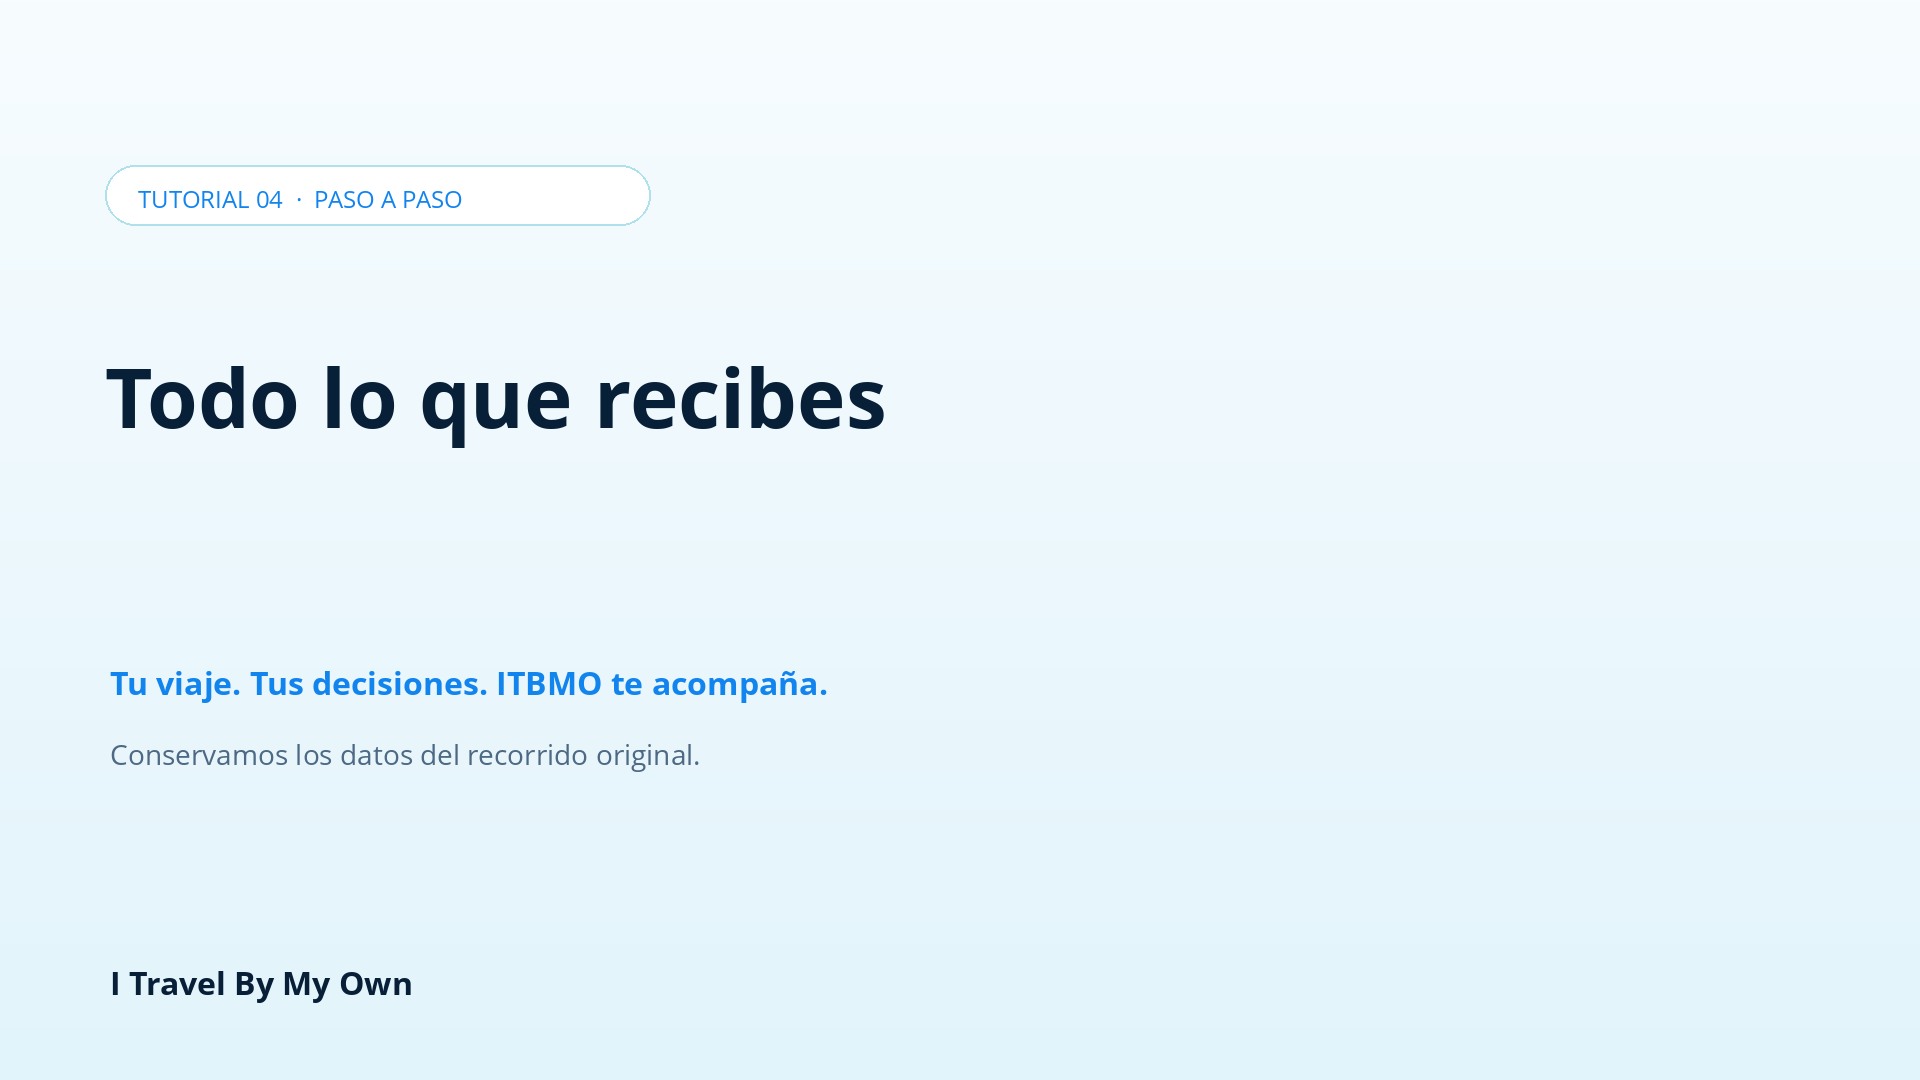 TUTORIAL 04 · PASO A PASO
Todo lo que recibes
Tu viaje. Tus decisiones. ITBMO te acompaña.
Conservamos los datos del recorrido original.
I Travel By My Own